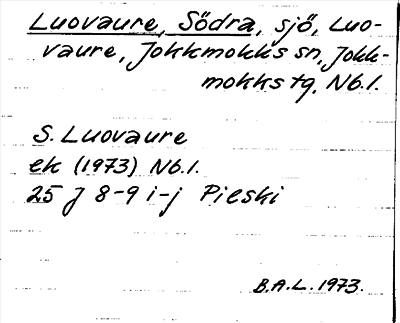 Luovaure, Södra, sjö, Luo-
vaure, Jokkmokks sn, Jokk-
mokks tg, Nb.l.
S. Luovaure
ek (1973) Nb.l.
25 J 8-9 i-j Pieski
B.A.L. 1973.